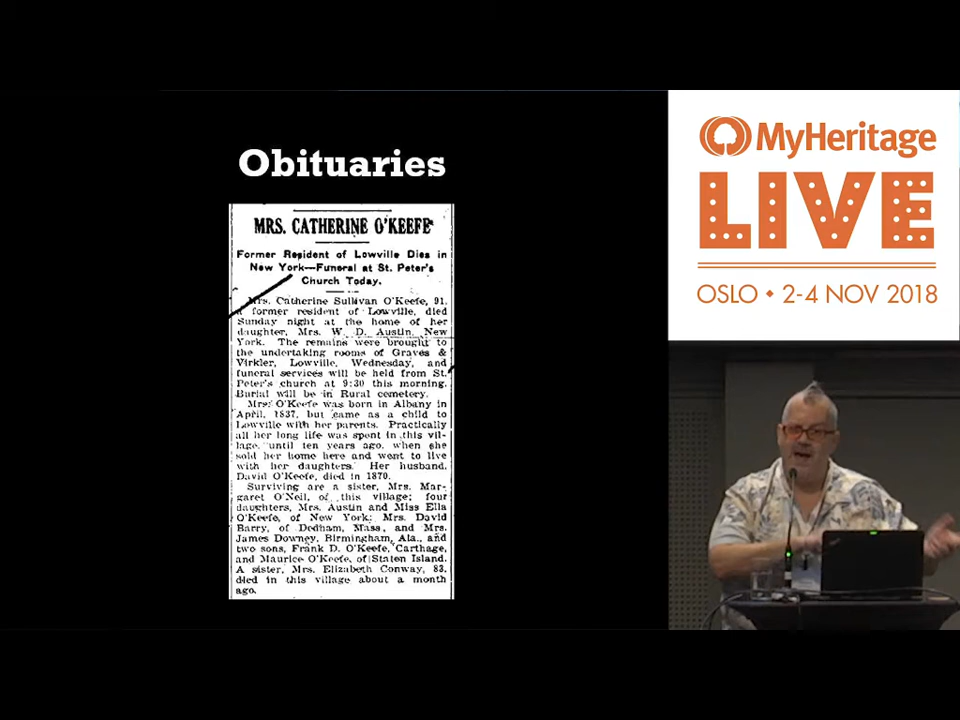 Obituaries
MRS. CATHERINE O'KEEFE
Former Resident of Lowville Dies in
New York—Funeral at St. Peter's
Church Today.
Mrs. Catherine Sullivan O'Keefe, 91,
a former resident of Lowville, died
Sunday night at the home of her
daughter, Mrs. W. D. Austin, New
York. The remains were brought to
the undertaking rooms of Graves &
Virkler, Lowville, Wednesday, and
funeral services will be held from St.
Peter's church at 9:30 this morning.
Burial will be in Rural cemetery.
Mrs. O'Keefe was born in Albany in
April, 1837, but came as a child to
Lowville with her parents. Practically
all her long life was spent in this vil-
lage, until ten years ago, when she
sold her home here and went to live
with her daughters. Her husband,
David O'Keefe, died in 1870.
Surviving are a sister, Mrs. Mar-
garet O'Neil, of this village; four
daughters, Mrs. Austin and Miss Ella
O'Keefe, of New York; Mrs. David
Barry, of Dedham, Mass., and Mrs.
James Downey, Birmingham, Ala., and
two sons, Frank D. O'Keefe, Carthage,
and Maurice O'Keefe, of Staten Island.
A sister, Mrs. Elizabeth Conway, 83,
died in this village about a month
ago.
MyHeritage
LIVE
OSLO • 2-4 NOV 2018